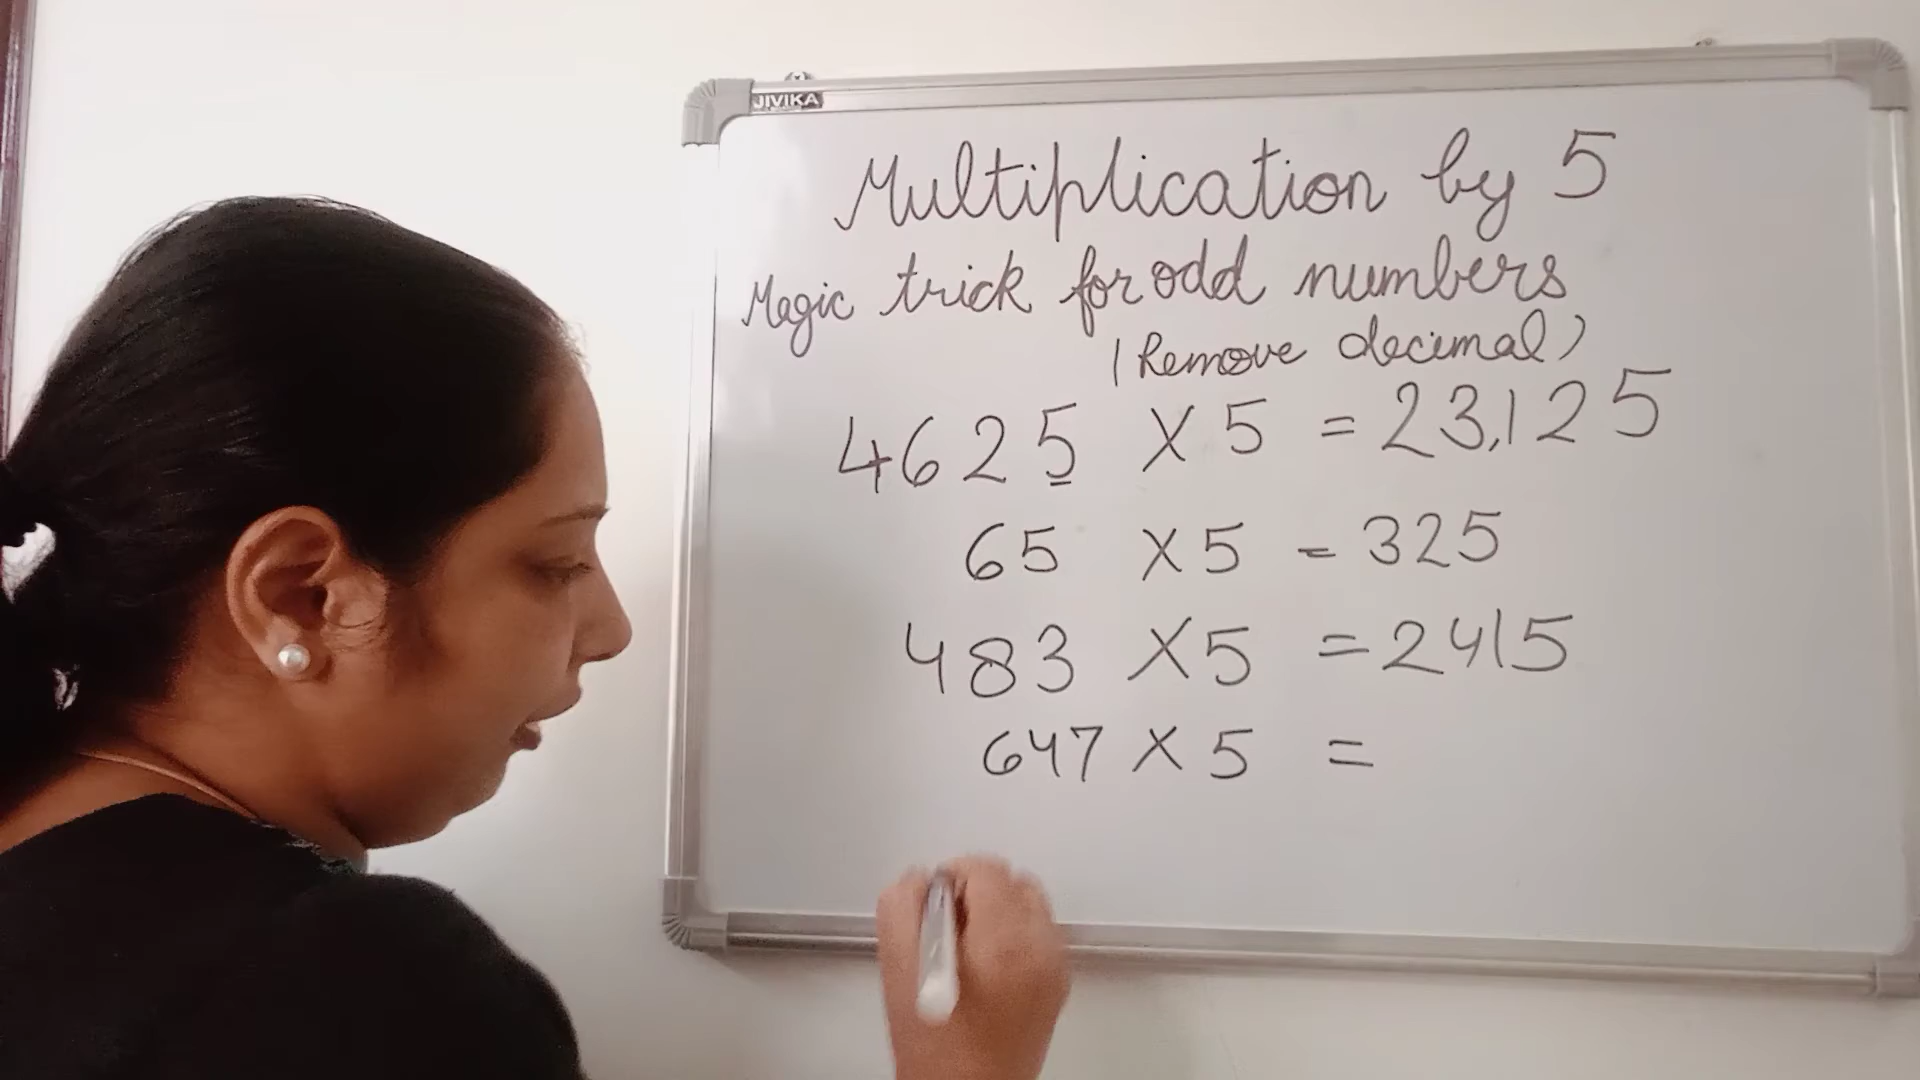 JIVIKA
Multiplication by 5
Magic trick for odd numbers
(Remove decimal)
4625 X 5 = 23,125
65 X 5 = 325
483 X 5 = 2415
647 X 5 =